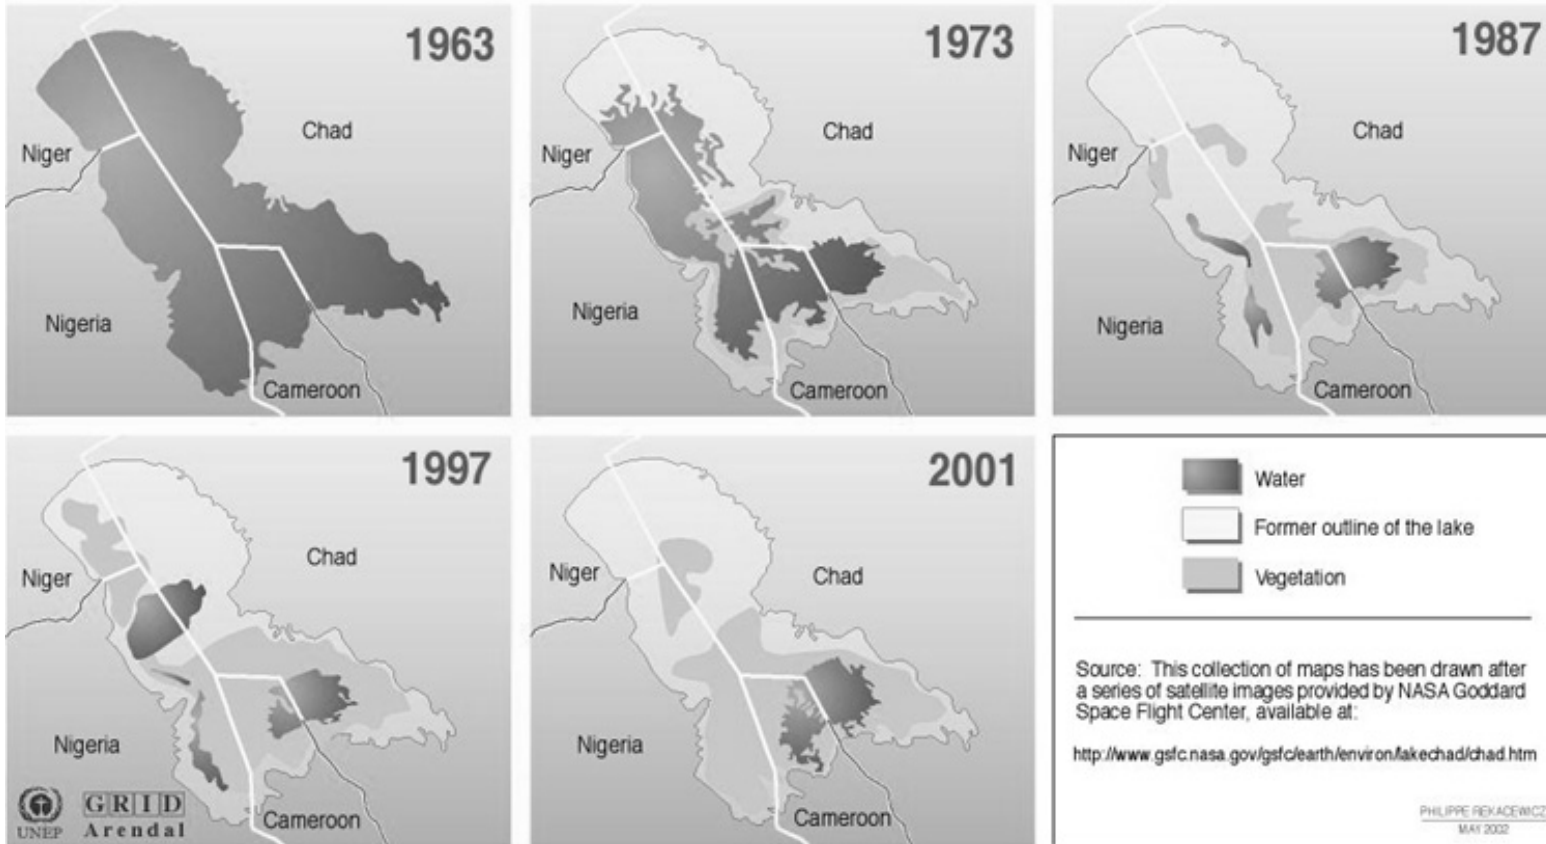 1963
Chad
Niger
Nigeria
Cameroon
1973
Chad
Niger
Nigeria
Cameroon
1987
Chad
Niger
Nigeria
Cameroon
1997
Chad
Niger
Nigeria
Cameroon
UNEP
GRID
Arendal
2001
Chad
Niger
Nigeria
Cameroon
Water
Former outline of the lake
Vegetation
Source: This collection of maps has been drawn after
a series of satellite images provided by NASA Goddard
Space Flight Center, available at:
http://www.gsfc.nasa.gov/gsfc/earth/environ/lakechad/chad.htm
PHILIPPE REKACEWICZ
MAY 2002